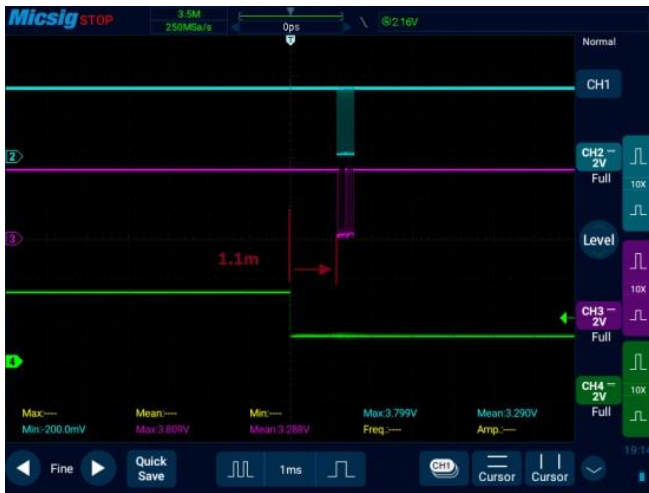 Micsig STOP 3.5M
250MSa/s 0ps 2.16V
T
Normal
CH1
2
CH2
2V
Full
10X
3
Level
1.1m
10X
CH3
2V
Full
4
CH4
2V
Full
10X
Max:---- Mean:---- Min:---- Max:3.799V Mean:3.290V
Min:-200.0mV Max:3.809V Mean:3.288V Freq.:---- Amp.:----
19:14
Fine Quick Save 1ms CH1 Cursor Cursor